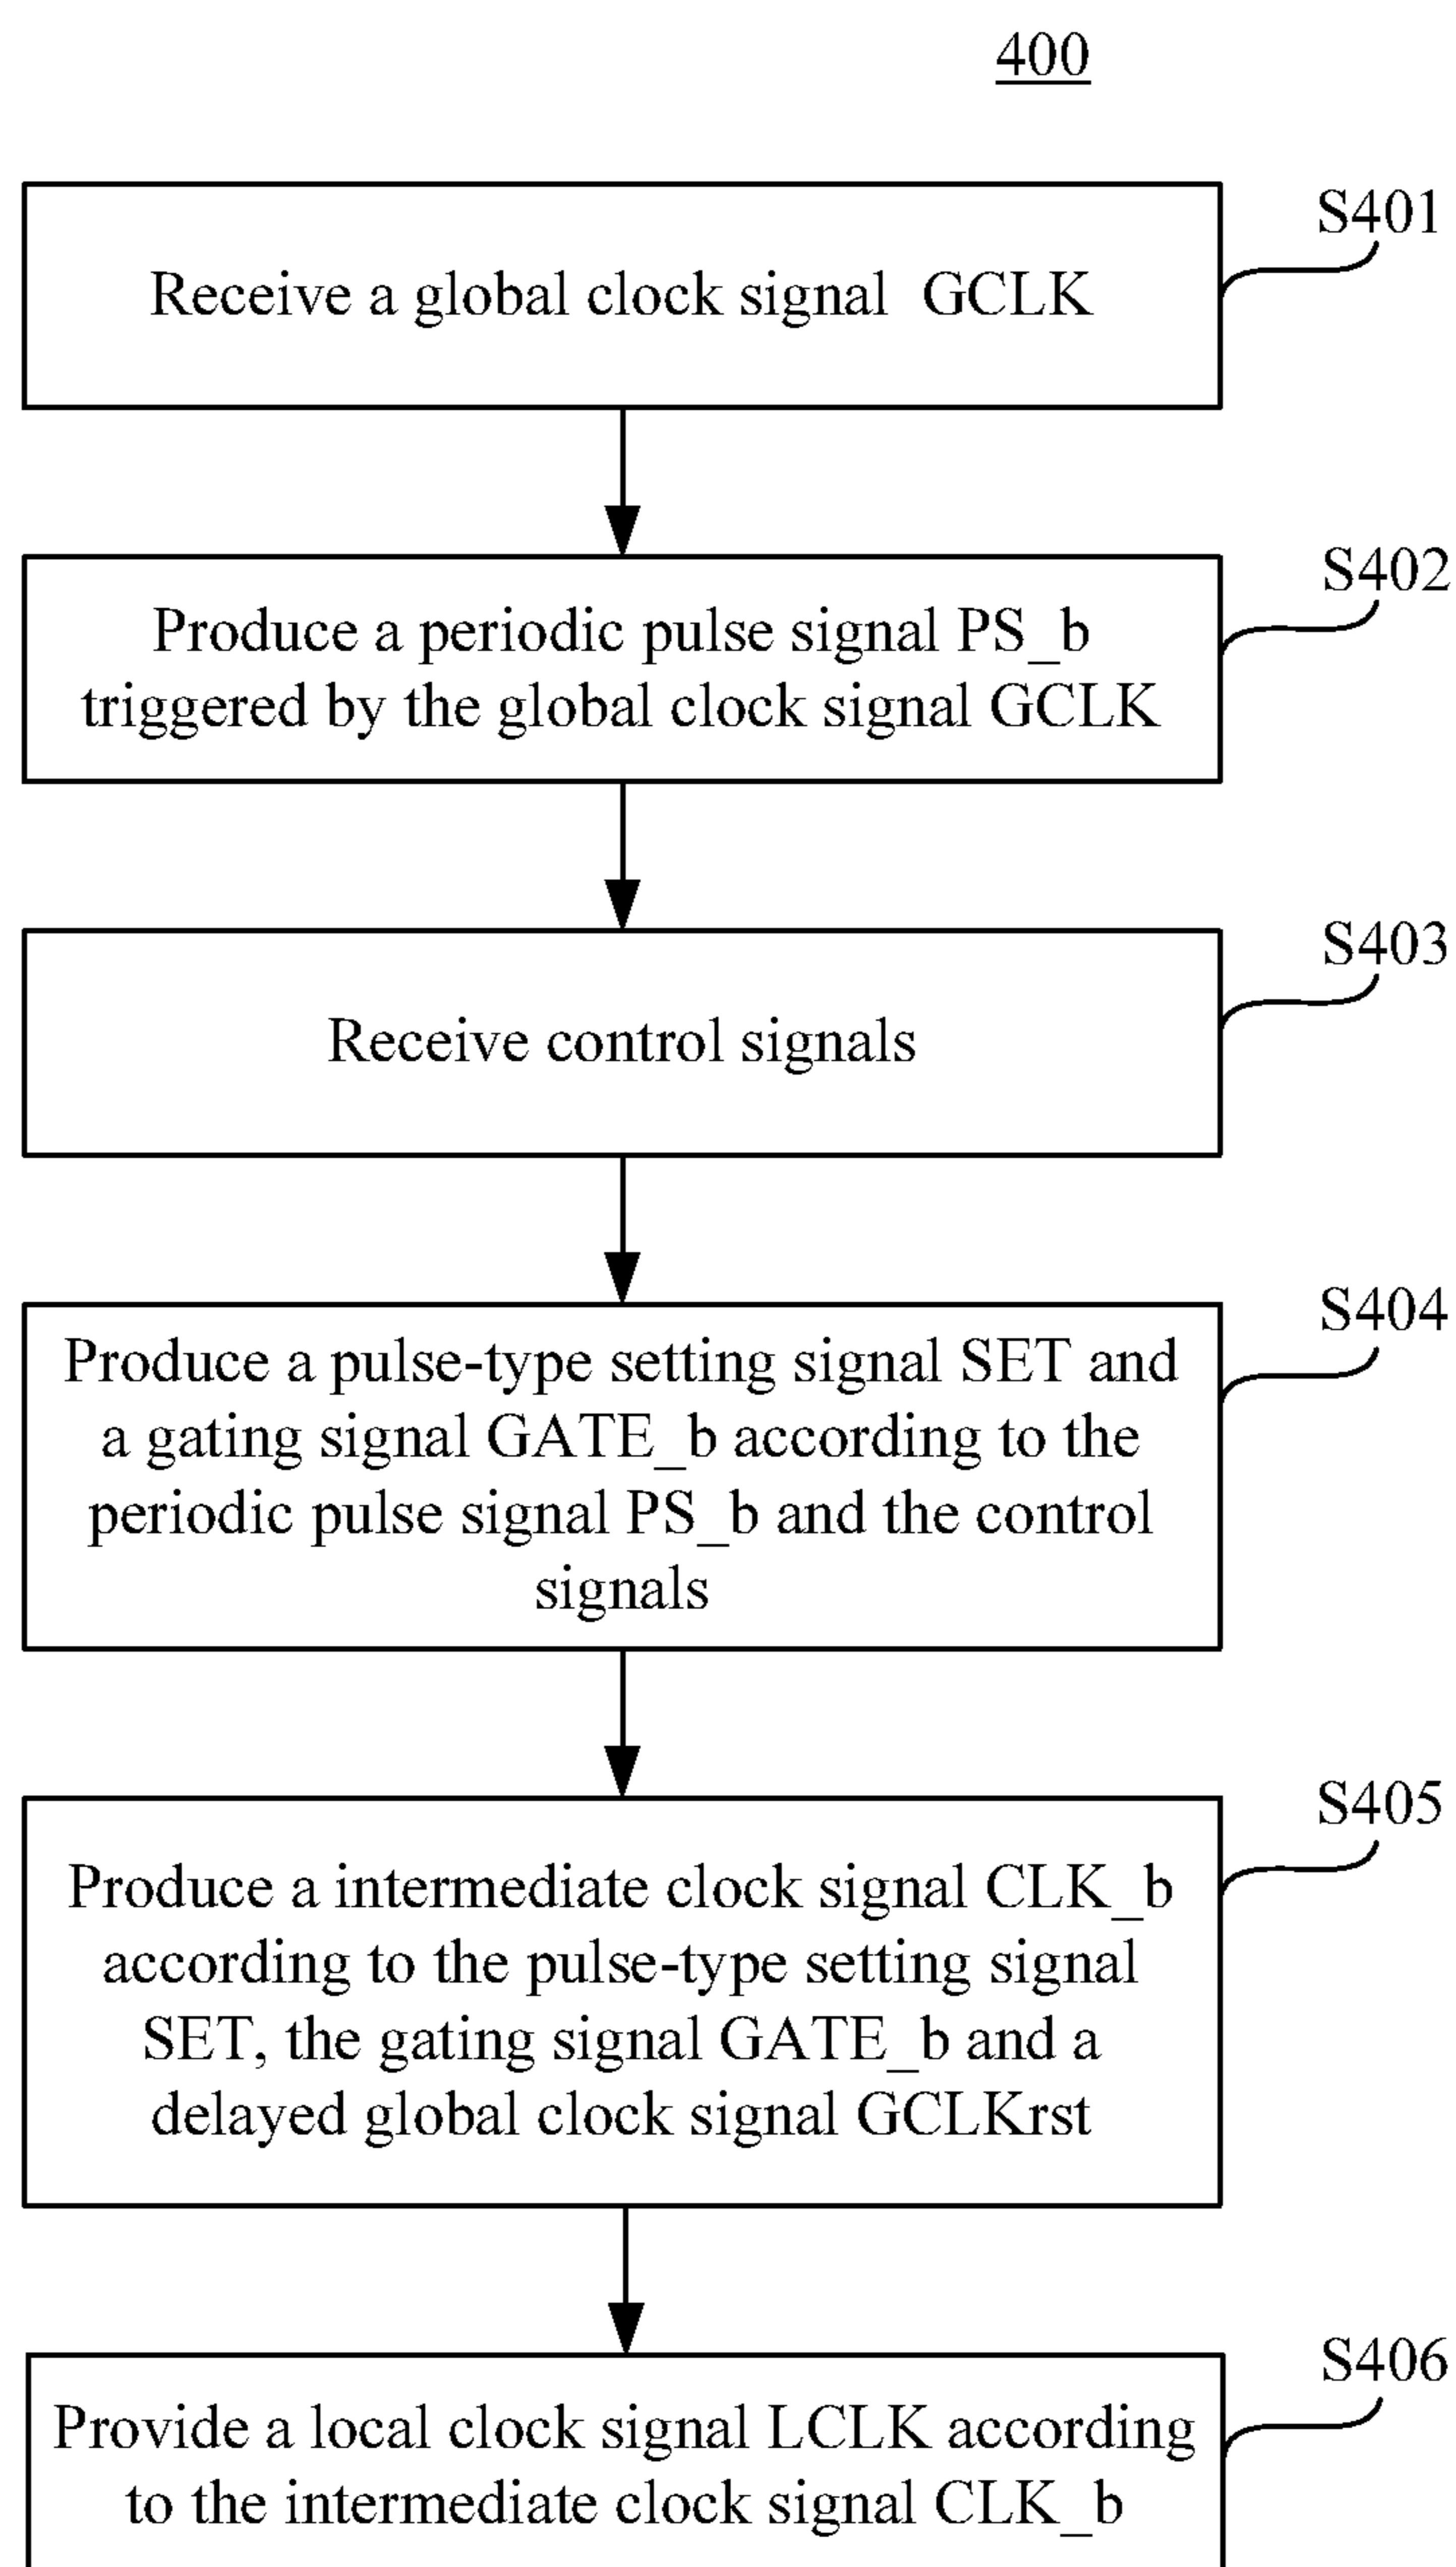 400
S401
Receive a global clock signal GCLK
S402
Produce a periodic pulse signal PS_b
triggered by the global clock signal GCLK
S403
Receive control signals
S404
Produce a pulse-type setting signal SET and
a gating signal GATE_b according to the
periodic pulse signal PS_b and the control
signals
S405
Produce a intermediate clock signal CLK_b
according to the pulse-type setting signal
SET, the gating signal GATE_b and a
delayed global clock signal GCLKrst
S406
Provide a local clock signal LCLK according
to the intermediate clock signal CLK_b